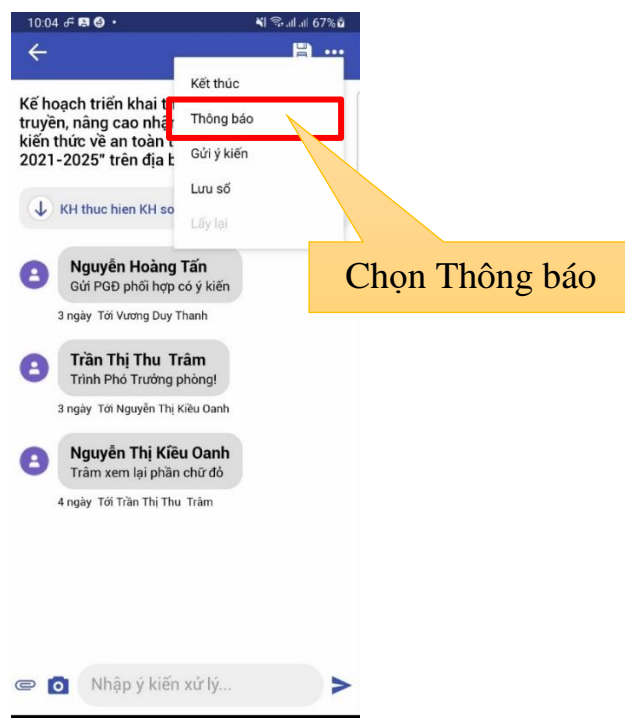 10:04
67%
Kết thúc
Kế hoạch triển khai t
truyền, nâng cao nhậ
Thông báo
kiến thức về an toàn t
2021-2025" trên địa b
Gửi ý kiến
Lưu sổ
KH thuc hien KH so
Lấy lại
Chọn Thông báo
Nguyễn Hoàng Tấn
Gửi PGĐ phối hợp có ý kiến
3 ngày Tới Vương Duy Thanh
Trần Thị Thu Trâm
Trình Phó Trưởng phòng!
3 ngày Tới Nguyễn Thị Kiều Oanh
Nguyễn Thị Kiều Oanh
Trâm xem lại phần chữ đỏ
4 ngày Tới Trần Thị Thu Trâm
Nhập ý kiến xử lý...